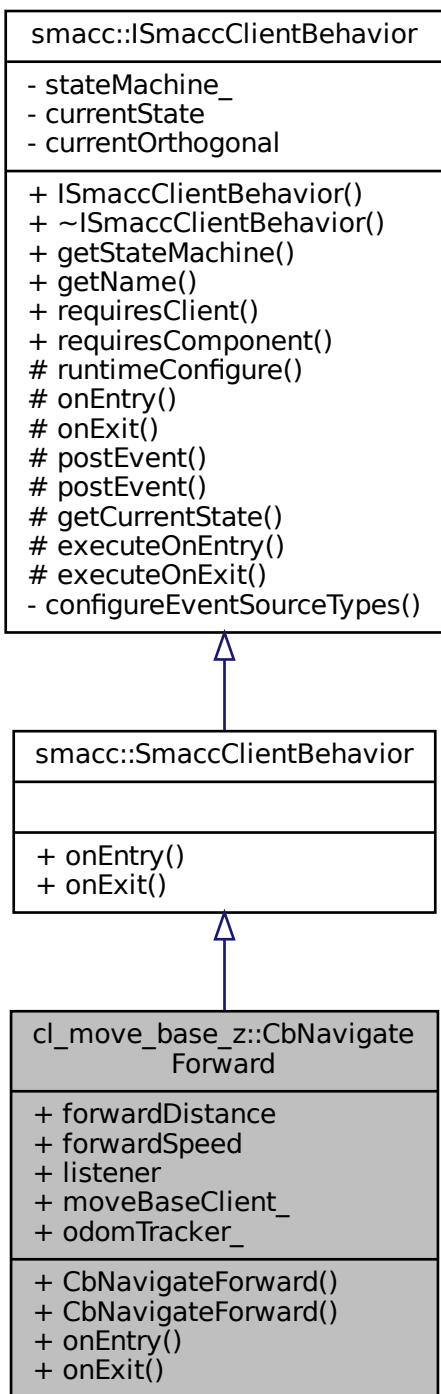 smacc::ISmaccClientBehavior
- stateMachine_
- currentState
- currentOrthogonal
+ ISmaccClientBehavior()
+ ~ISmaccClientBehavior()
+ getStateMachine()
+ getName()
+ requiresClient()
+ requiresComponent()
# runtimeConfigure()
# onEntry()
# onExit()
# postEvent()
# postEvent()
# getCurrentState()
# executeOnEntry()
# executeOnExit()
- configureEventSourceTypes()
smacc::SmaccClientBehavior
+ onEntry()
+ onExit()
cl_move_base_z::CbNavigate
Forward
+ forwardDistance
+ forwardSpeed
+ listener
+ moveBaseClient_
+ odomTracker_
+ CbNavigateForward()
+ CbNavigateForward()
+ onEntry()
+ onExit()